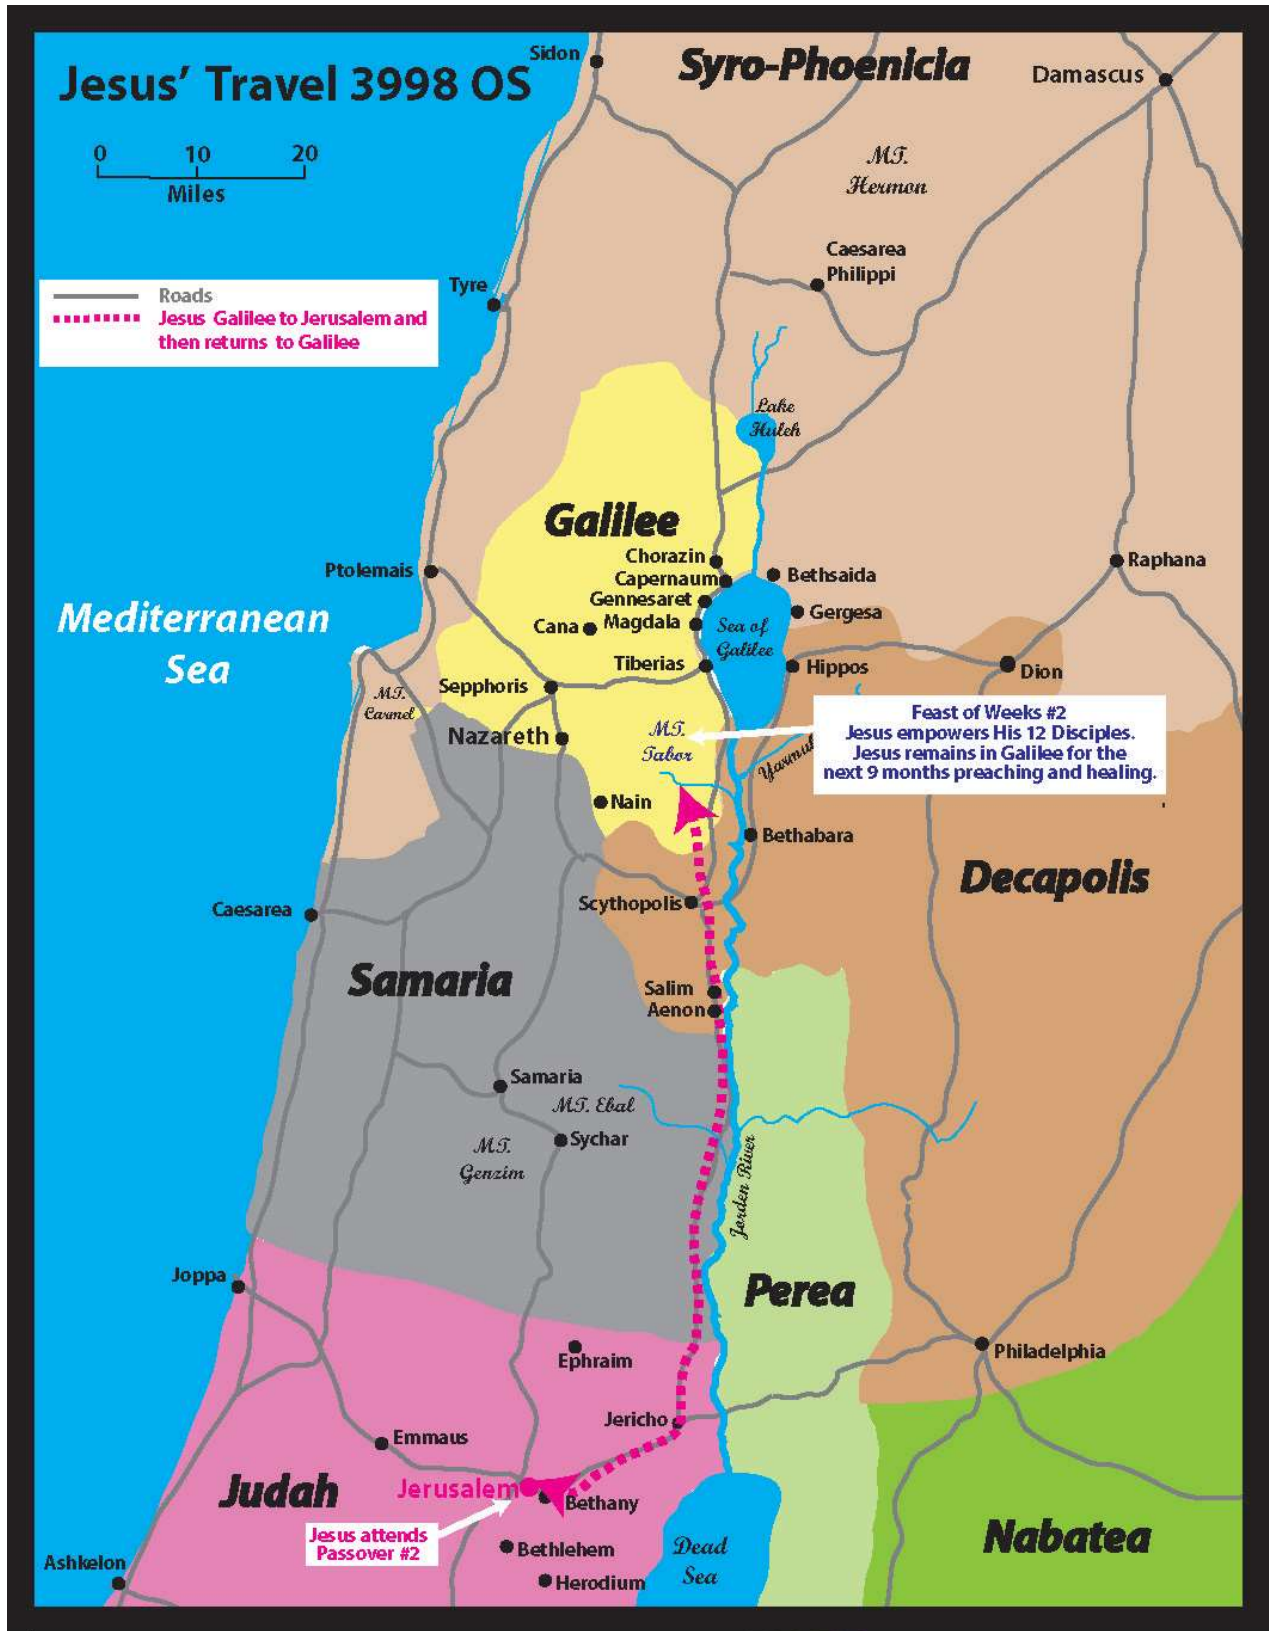 Jesus' Travel 3998 OS
Sidon
Syro-Phoenicia
Damascus
0 10 20
Miles
MT.
Hermon
Caesarea
Philippi
Tyre
Roads
Jesus Galilee to Jerusalem and
then returns to Galilee
Lake
Huleh
Galilee
Chorazin
Capernaum
Bethsaida
Raphana
Ptolemais
Gennesaret
Gergesa
Mediterranean
Sea
Cana
Magdala
Sea of
Galilee
Tiberias
Hippos
Dion
Sepphoris
MT.
Carmel
Nazareth
MT.
Tabor
Feast of Weeks #2
Jesus empowers His 12 Disciples.
Jesus remains in Galilee for the
next 9 months preaching and healing.
Nain
Bethabara
Decapolis
Scythopolis
Caesarea
Samaria
Salim
Aenon
Samaria
MT. Ebal
Sychar
MT.
Genzim
Jorden River
Joppa
Perea
Ephraim
Philadelphia
Jericho
Emmaus
Judah
Jerusalem
Bethany
Jesus attends
Passover #2
Bethlehem
Dead
Sea
Nabatea
Ashkelon
Herodium